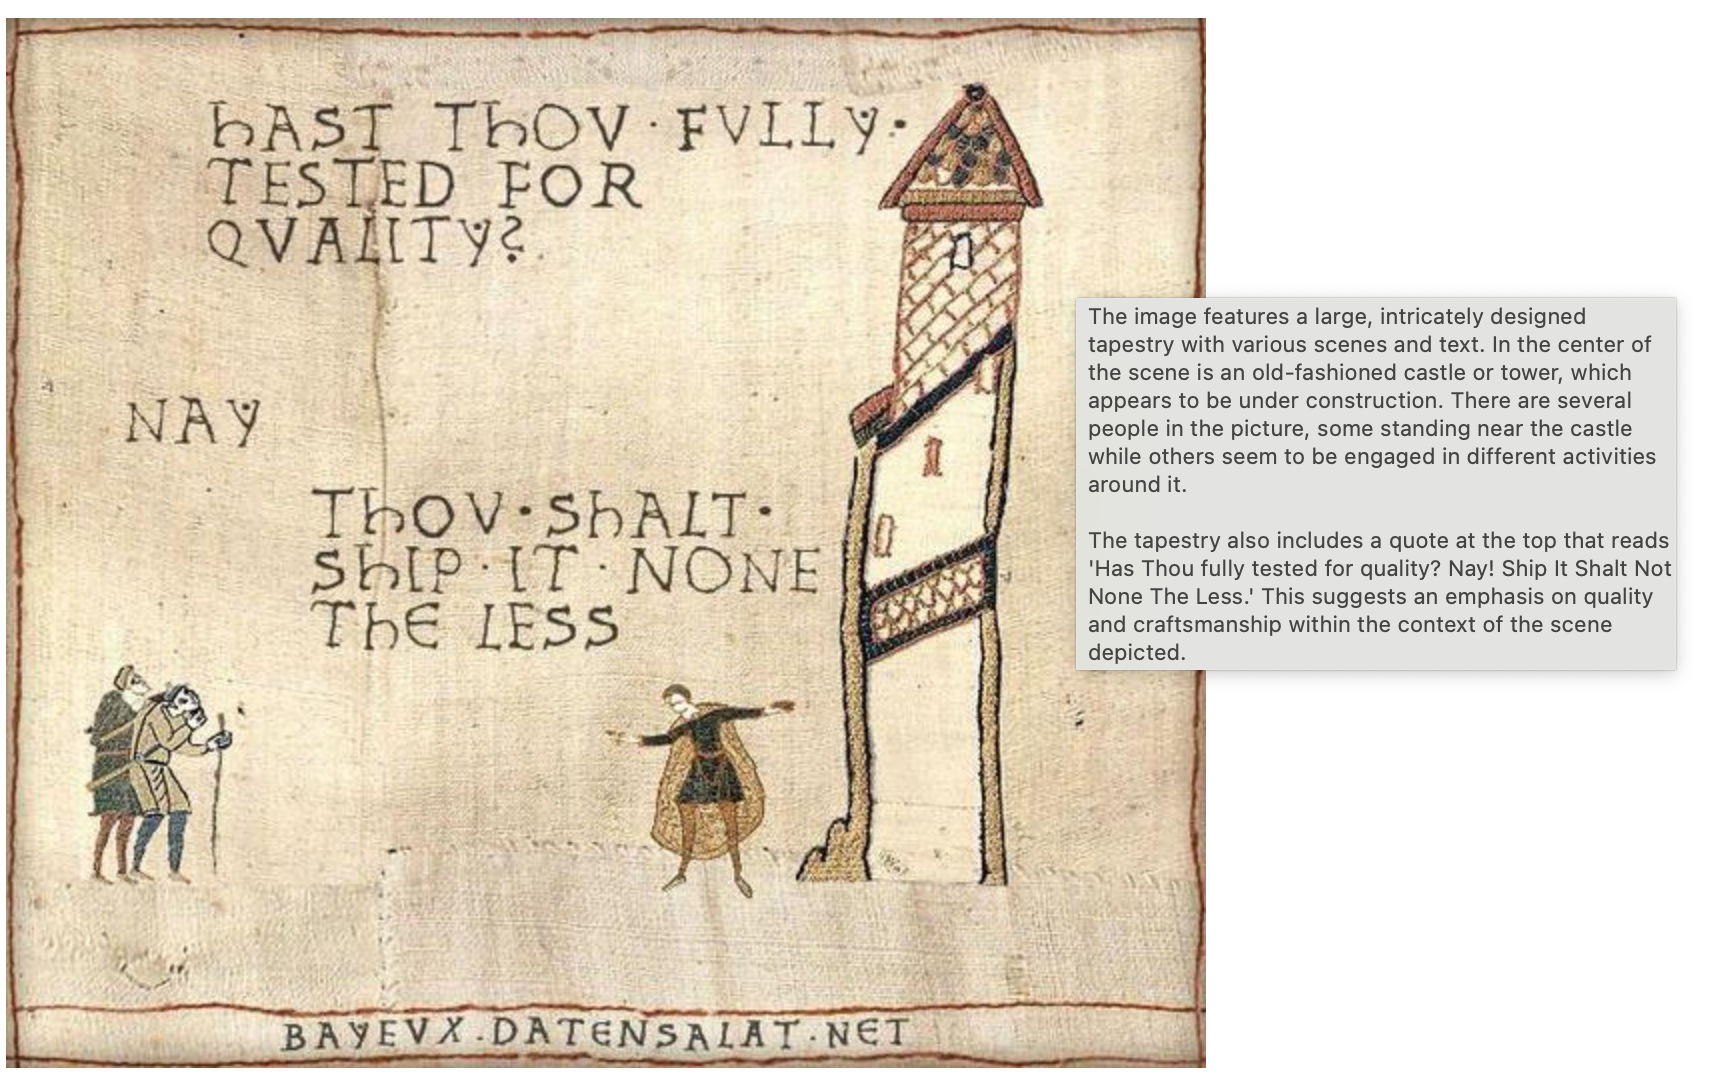 hAST ThOV · FVLLY ·
TESTED FOR
QVALITY?
NAY
ThOV · ShALT ·
ShIP · IT · NONE
ThE LESS
BAYEVX.DATENSALAT.NET
The image features a large, intricately designed
tapestry with various scenes and text. In the center of
the scene is an old-fashioned castle or tower, which
appears to be under construction. There are several
people in the picture, some standing near the castle
while others seem to be engaged in different activities
around it.
The tapestry also includes a quote at the top that reads
'Has Thou fully tested for quality? Nay! Ship It Shalt Not
None The Less.' This suggests an emphasis on quality
and craftsmanship within the context of the scene
depicted.